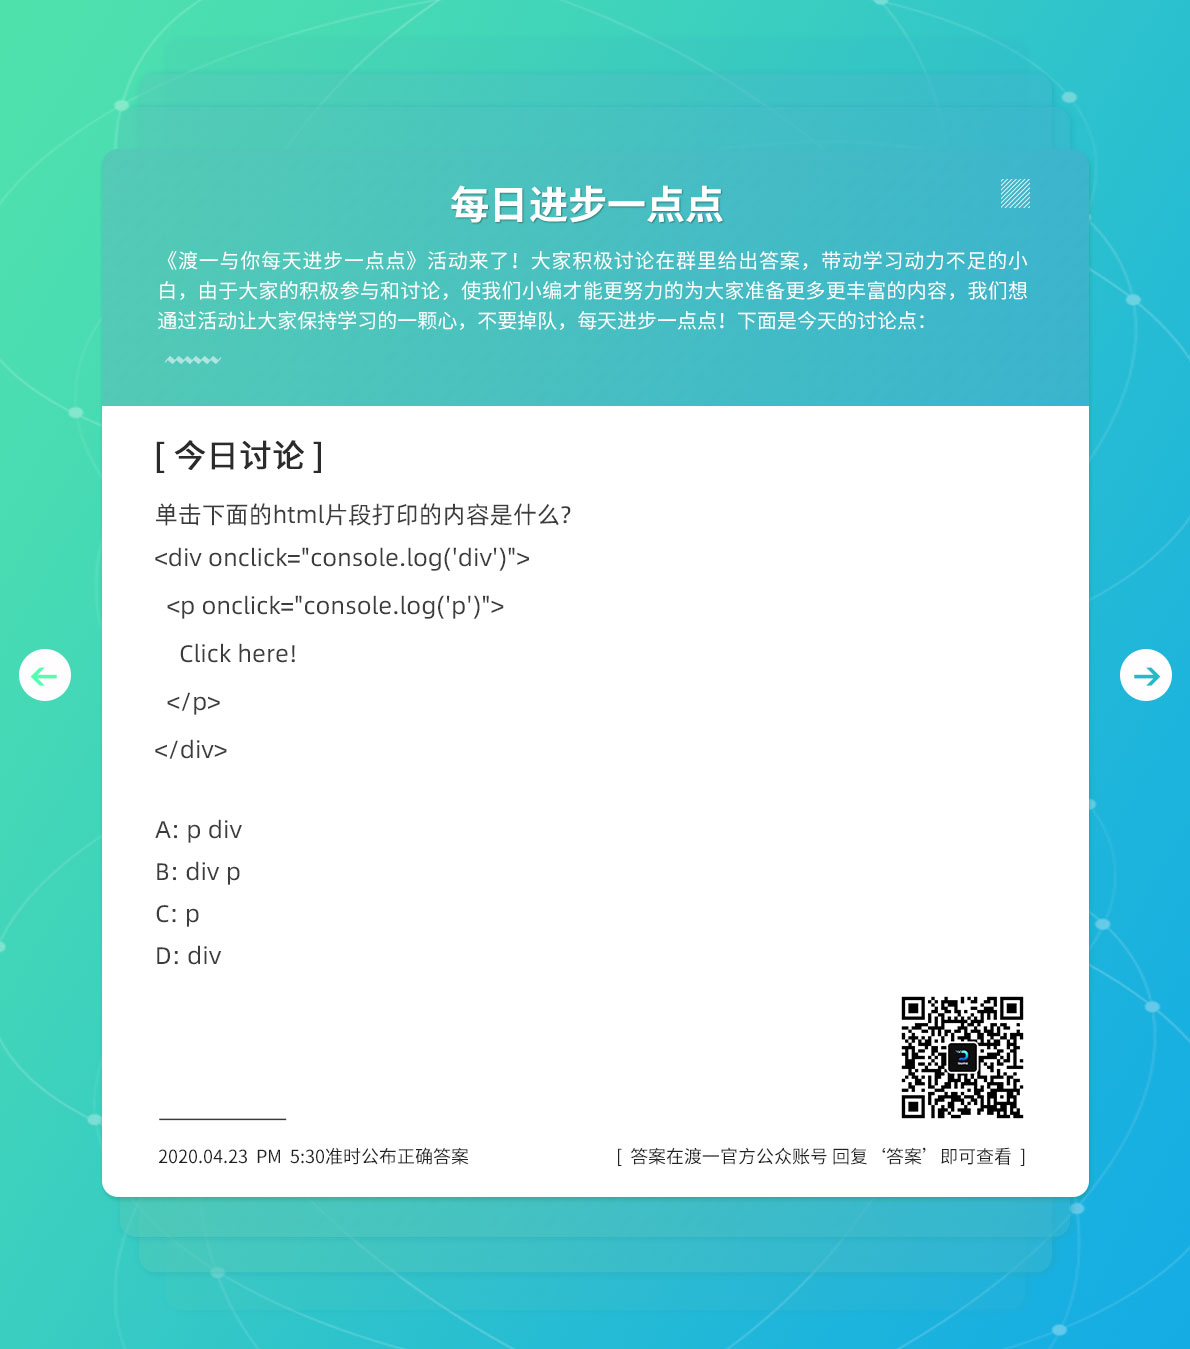 每日进步一点点
《渡一与你每天进步一点点》活动来了！大家积极讨论在群里给出答案，带动学习动力不足的小
白，由于大家的积极参与和讨论，使我们小编才能更努力的为大家准备更多更丰富的内容，我们想
通过活动让大家保持学习的一颗心，不要掉队，每天进步一点点！下面是今天的讨论点：
[ 今日讨论 ]
单击下面的html片段打印的内容是什么？
<div onclick="console.log('div')">
  <p onclick="console.log('p')">
    Click here!
  </p>
</div>
A: p div
B: div p
C: p
D: div
2020.04.23 PM 5:30准时公布正确答案
[ 答案在渡一官方公众账号 回复 ‘答案’ 即可查看 ]